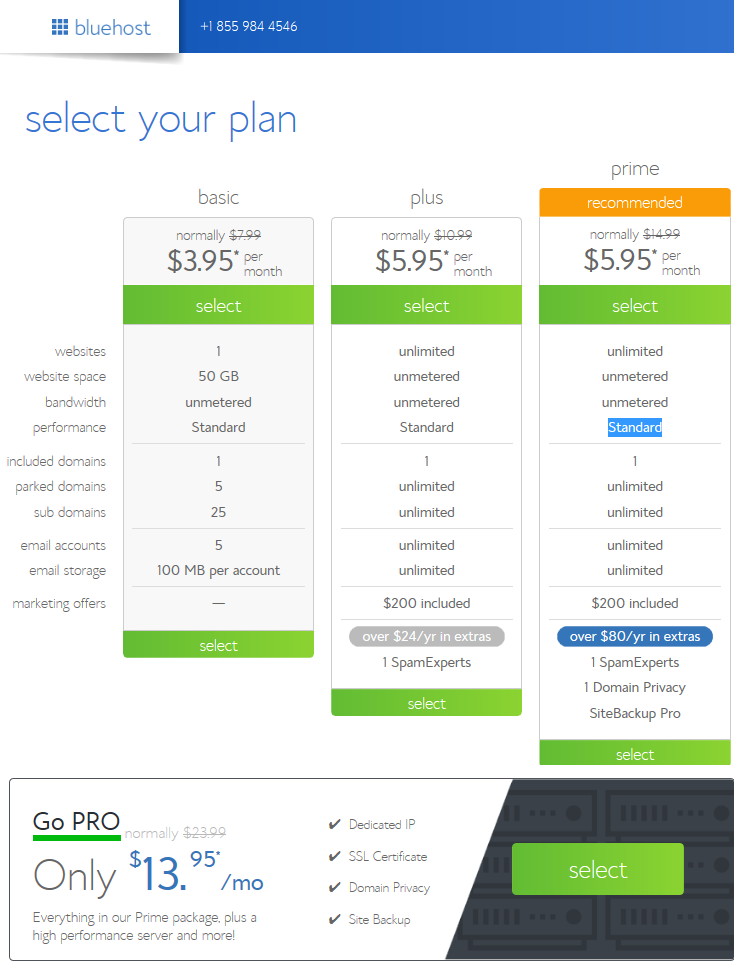 bluehost
+1 855 984 4546
select your plan
basic
plus
prime
recommended
normally $7.99
$3.95* per month
normally $10.99
$5.95* per month
normally $14.99
$5.95* per month
select
select
select
websites 1 unlimited unlimited
website space 50 GB unmetered unmetered
bandwidth unmetered unmetered unmetered
performance Standard Standard Standard
included domains 1 1 1
parked domains 5 unlimited unlimited
sub domains 25 unlimited unlimited
email accounts 5 unlimited unlimited
email storage 100 MB per account unlimited unlimited
marketing offers — $200 included $200 included
over $24/yr in extras over $80/yr in extras
select
1 SpamExperts 1 SpamExperts
1 Domain Privacy
select
SiteBackup Pro
select
Go PRO normally $23.99
Only $13.95*/mo
Everything in our Prime package, plus a
high performance server and more!
✔ Dedicated IP
✔ SSL Certificate
✔ Domain Privacy
✔ Site Backup
select